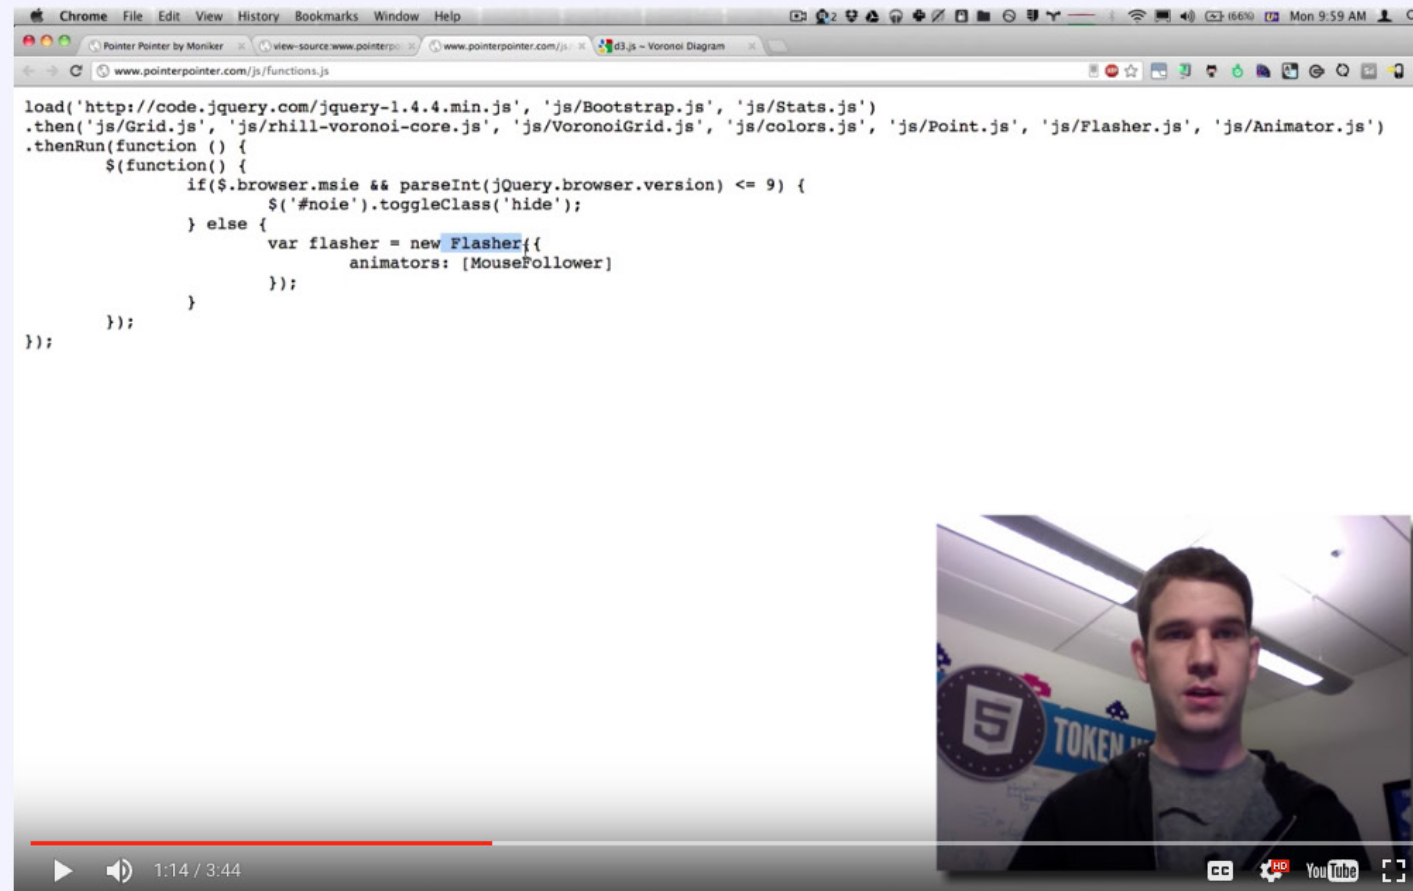 Chrome File Edit View History Bookmarks Window Help 2 (66%) Mon 9:59 AM
Pointer Pointer by Moniker view-source:www.pointerpo www.pointerpointer.com/js/ d3.js ~ Voronoi Diagram
www.pointerpointer.com/js/functions.js
load('http://code.jquery.com/jquery-1.4.4.min.js', 'js/Bootstrap.js', 'js/Stats.js')
.then('js/Grid.js', 'js/rhill-voronoi-core.js', 'js/VoronoiGrid.js', 'js/colors.js', 'js/Point.js', 'js/Flasher.js', 'js/Animator.js')
.thenRun(function () {
$(function() {
if($.browser.msie && parseInt(jQuery.browser.version) <= 9) {
$('#noie').toggleClass('hide');
} else {
var flasher = new Flasher({
animators: [MouseFollower]
});
}
});
});
5
TOKEN
1:14 / 3:44
CC
HD
YouTube